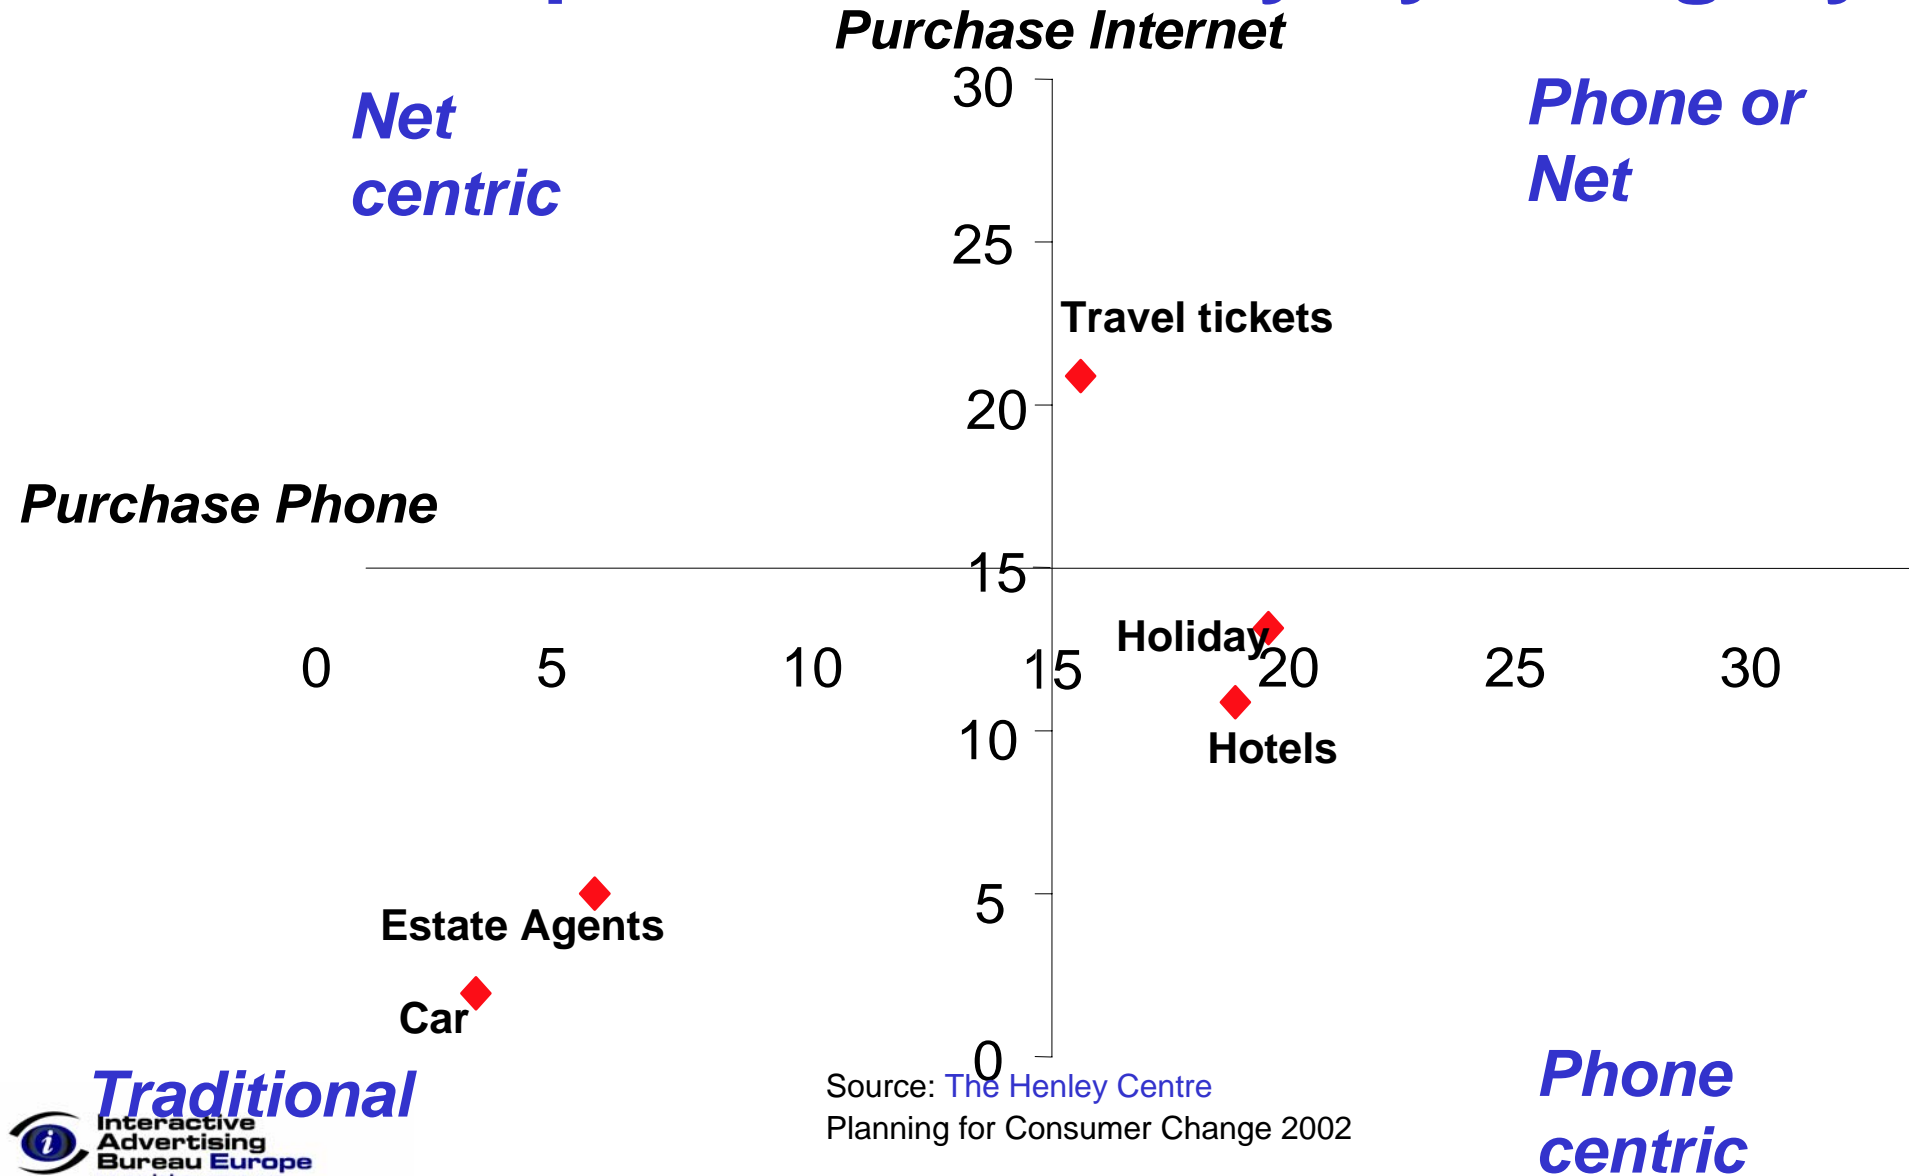 Purchase Internet
30
Net
centric
Phone or
Net
25
Travel tickets
20
Purchase Phone
15
Holiday
0 5 10 15 20 25 30
10
Hotels
5
Estate Agents
Car
0
Traditional
Source: The Henley Centre
Planning for Consumer Change 2002
Phone
centric
Interactive
Advertising
Bureau Europe